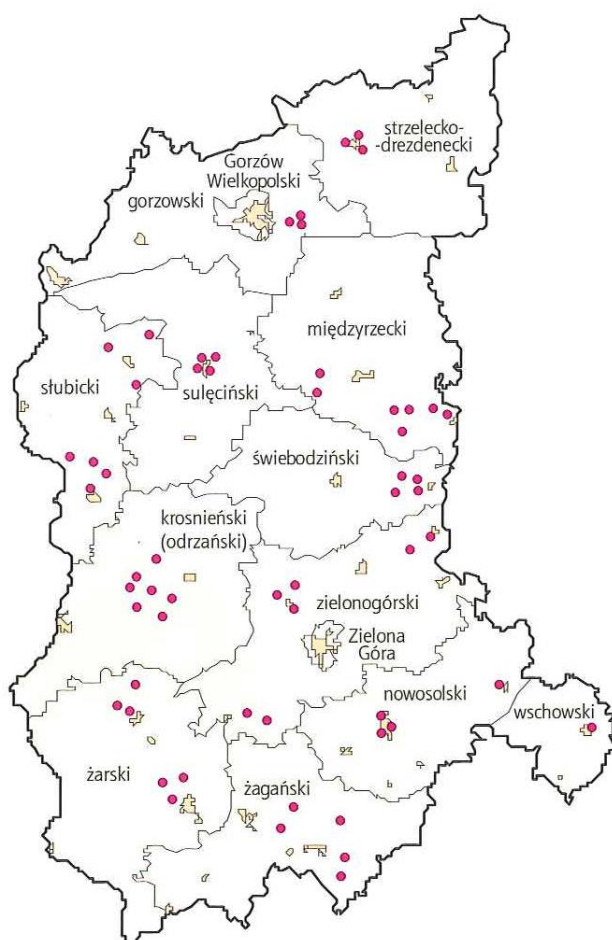 strzelecko-
-drezdenecki
Gorzów
Wielkopolski
gorzowski
międzyrzecki
słubicki
sulęciński
świebodziński
krosnieński
(odrzański)
zielonogórski
Zielona
Góra
nowosolski
wschowski
żarski
żagański